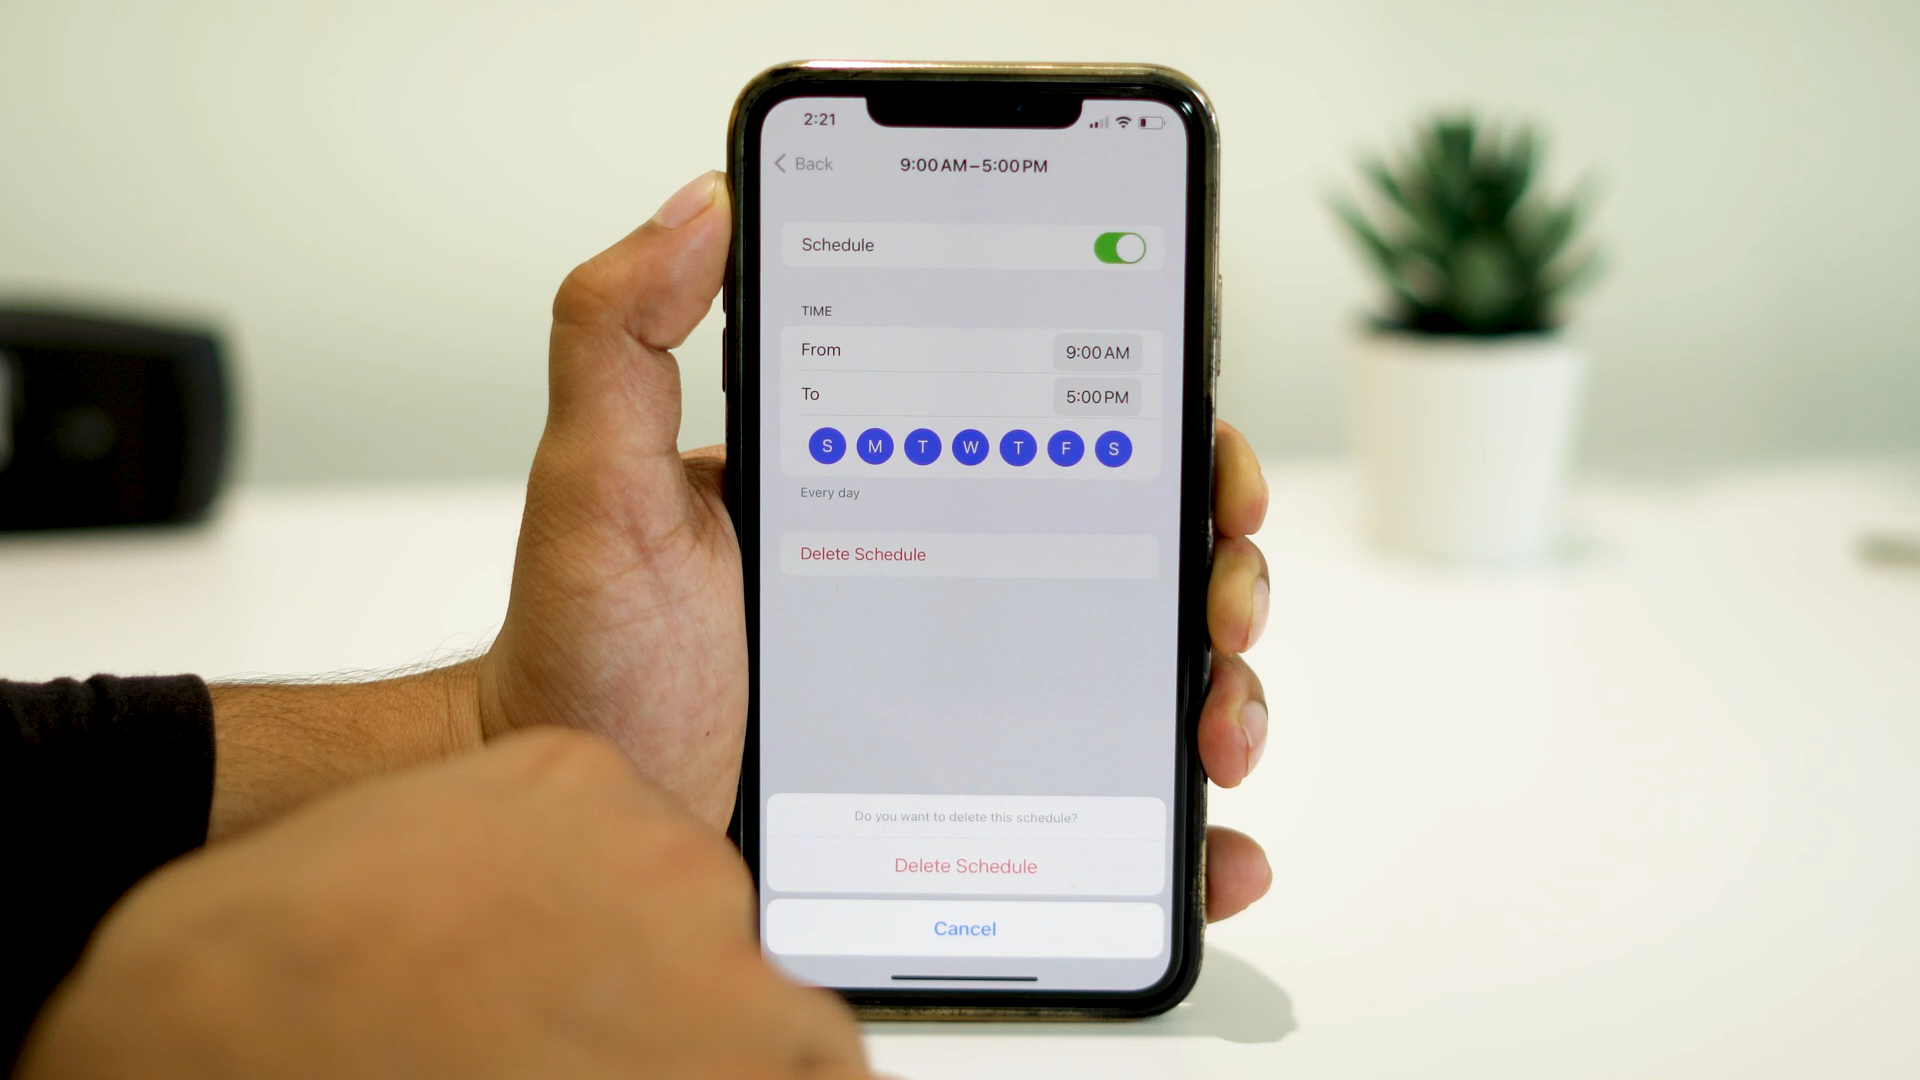 2:21
Back
9:00 AM–5:00 PM
Schedule
TIME
From 9:00 AM
To 5:00 PM
S M T W T F S
Every day
Delete Schedule
Do you want to delete this schedule?
Delete Schedule
Cancel